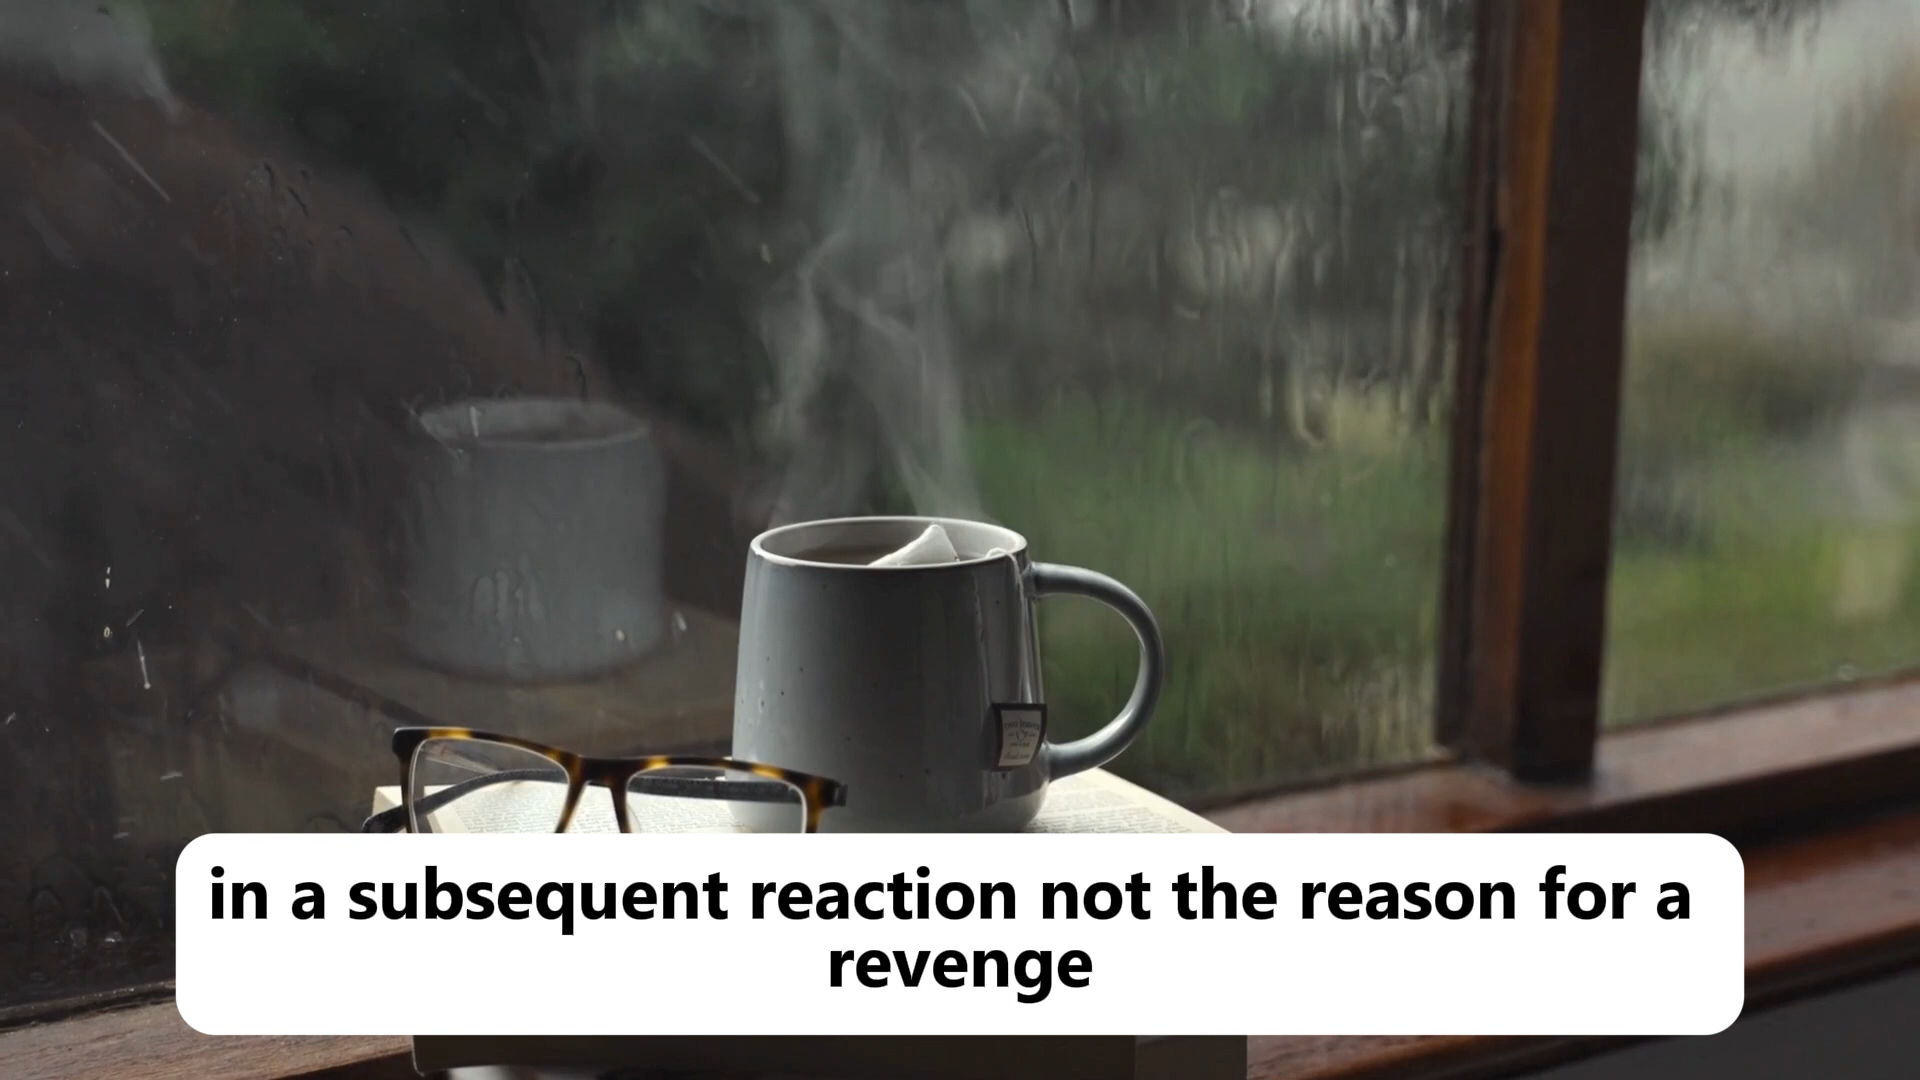 in a subsequent reaction not the reason for a
revenge